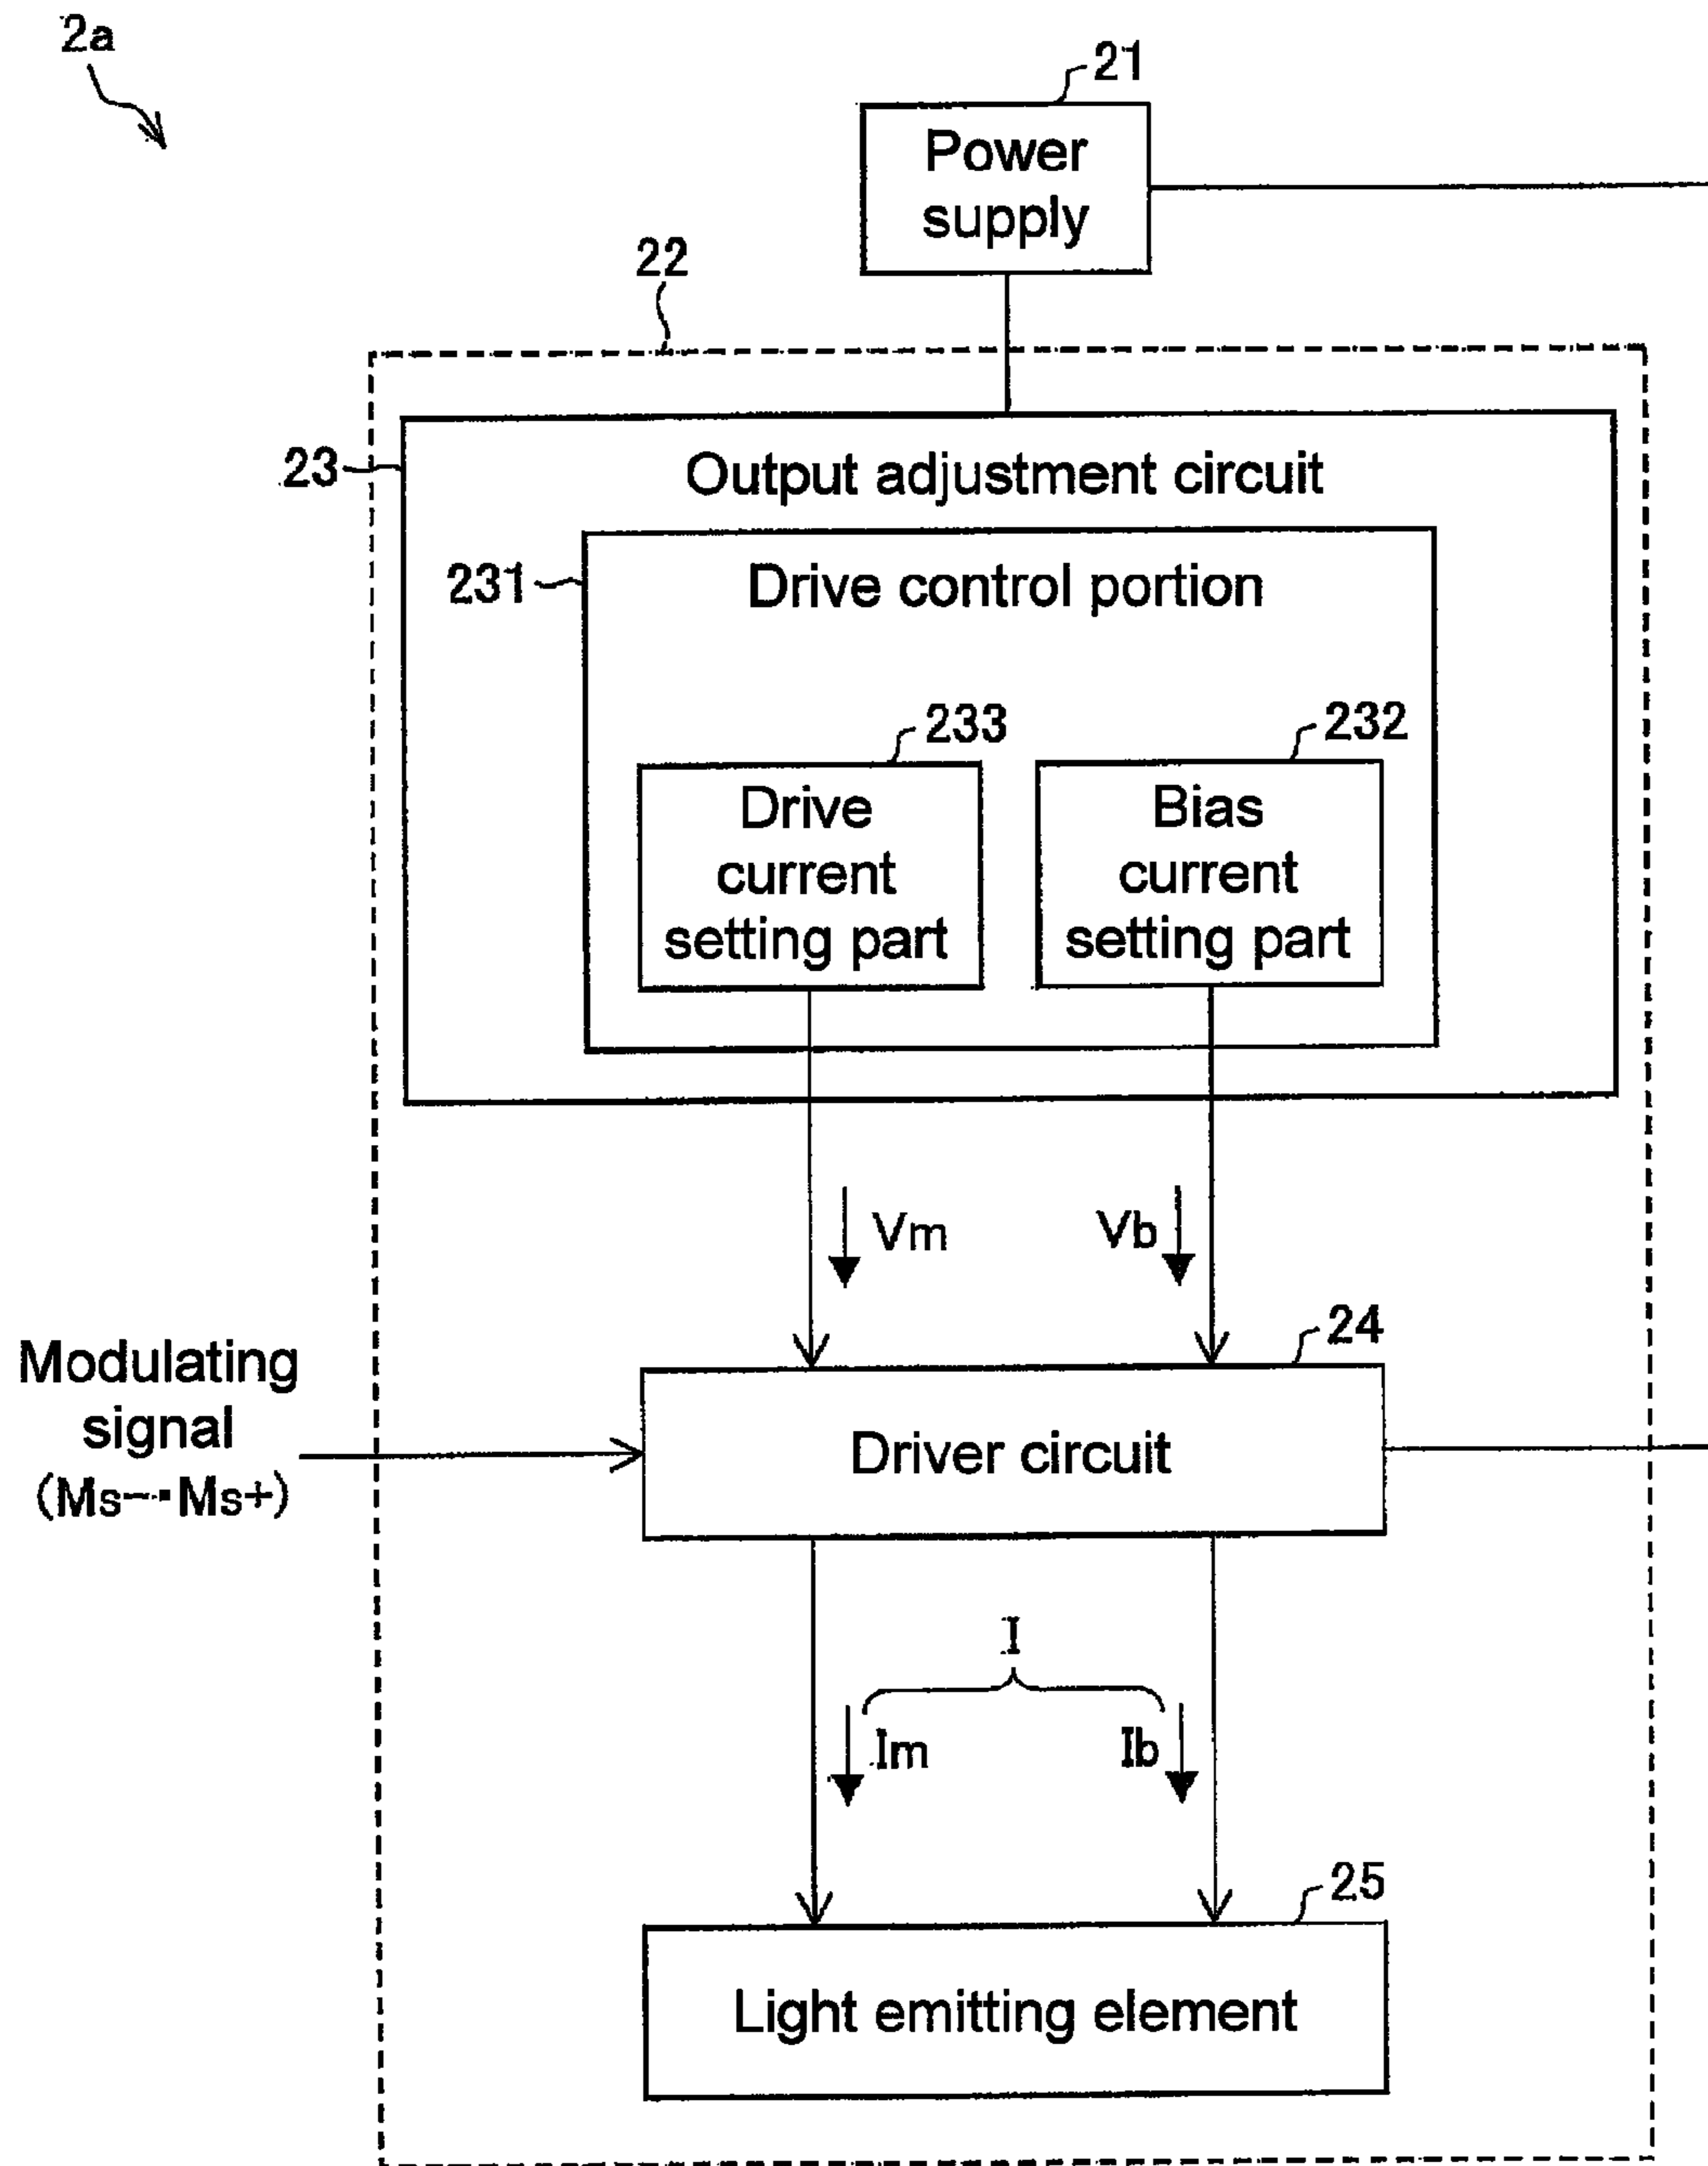 2a
21
Power
supply
22
23
Output adjustment circuit
231
Drive control portion
233
232
Drive
current
setting part
Bias
current
setting part
Vm
Vb
24
Modulating
signal
(Ms−・Ms+)
Driver circuit
I
Im
Ib
25
Light emitting element